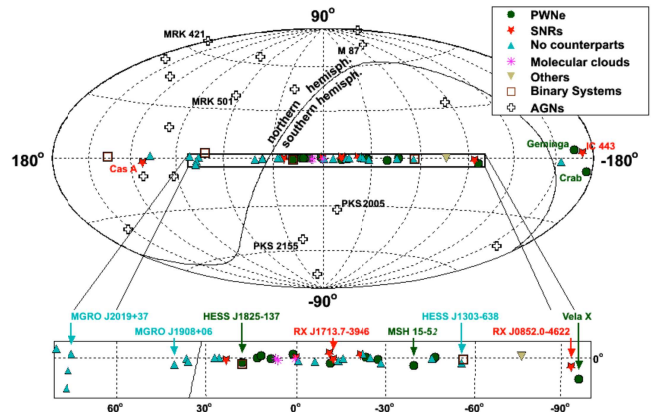 90°
PWNe
SNRs
No counterparts
Molecular clouds
Others
Binary Systems
AGNs
MRK 421
M 87
northern hemisph.
southern hemisph.
MRK 501
180°
-180°
Cas A
Geminga
IC 443
Crab
PKS 2005
PKS 2155
-90°
MGRO J2019+37
HESS J1825-137
HESS J1303-638
Vela X
MGRO J1908+06
RX J1713.7-3946
MSH 15-52
RX J0852.0-4622
0°
60°
30°
0°
-30°
-60°
-90